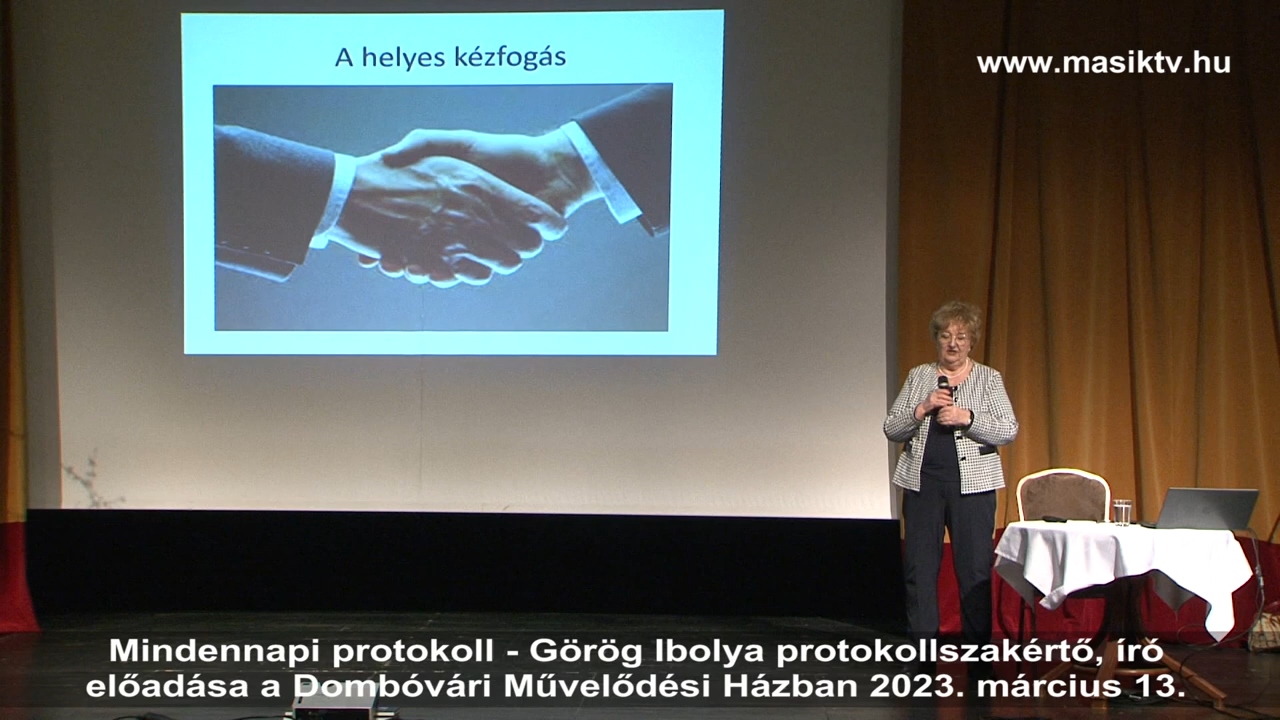 A helyes kézfogás
www.masiktv.hu
Mindennapi protokoll - Görög Ibolya protokollszakértő, író
előadása a Dombóvári Művelődési Házban 2023. március 13.